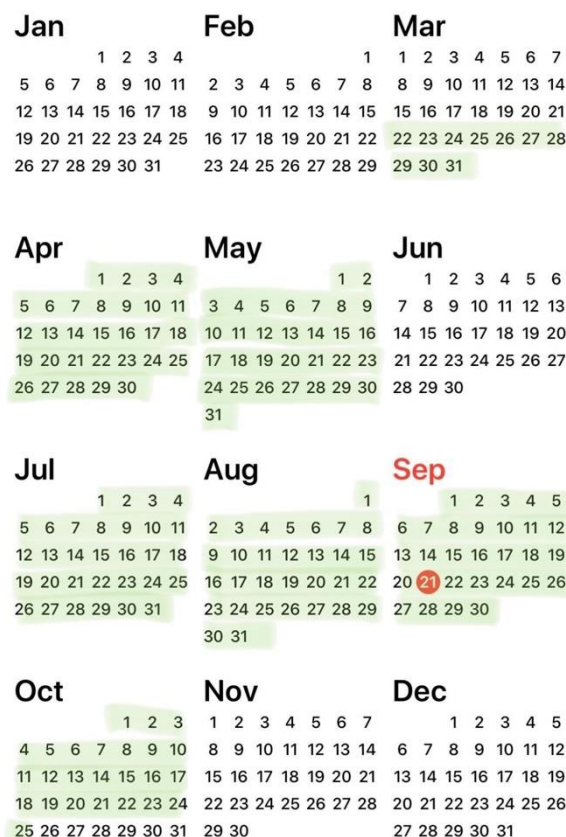 Jan Feb Mar
1 2 3 4 1 1 2 3 4 5 6 7
5 6 7 8 9 10 11 2 3 4 5 6 7 8 8 9 10 11 12 13 14
12 13 14 15 16 17 18 9 10 11 12 13 14 15 15 16 17 18 19 20 21
19 20 21 22 23 24 25 16 17 18 19 20 21 22 22 23 24 25 26 27 28
26 27 28 29 30 31 23 24 25 26 27 28 29 29 30 31
Apr May Jun
1 2 3 4 1 2 1 2 3 4 5 6
5 6 7 8 9 10 11 3 4 5 6 7 8 9 7 8 9 10 11 12 13
12 13 14 15 16 17 18 10 11 12 13 14 15 16 14 15 16 17 18 19 20
19 20 21 22 23 24 25 17 18 19 20 21 22 23 21 22 23 24 25 26 27
26 27 28 29 30 24 25 26 27 28 29 30 28 29 30
31
Jul Aug Sep
1 2 3 4 1 1 2 3 4 5
5 6 7 8 9 10 11 2 3 4 5 6 7 8 6 7 8 9 10 11 12
12 13 14 15 16 17 18 9 10 11 12 13 14 15 13 14 15 16 17 18 19
19 20 21 22 23 24 25 16 17 18 19 20 21 22 20 21 22 23 24 25 26
26 27 28 29 30 31 23 24 25 26 27 28 29 27 28 29 30
30 31
Oct Nov Dec
1 2 3 1 2 3 4 5 6 7 1 2 3 4 5
4 5 6 7 8 9 10 8 9 10 11 12 13 14 6 7 8 9 10 11 12
11 12 13 14 15 16 17 15 16 17 18 19 20 21 13 14 15 16 17 18 19
18 19 20 21 22 23 24 22 23 24 25 26 27 28 20 21 22 23 24 25 26
25 26 27 28 29 30 31 29 30 27 28 29 30 31